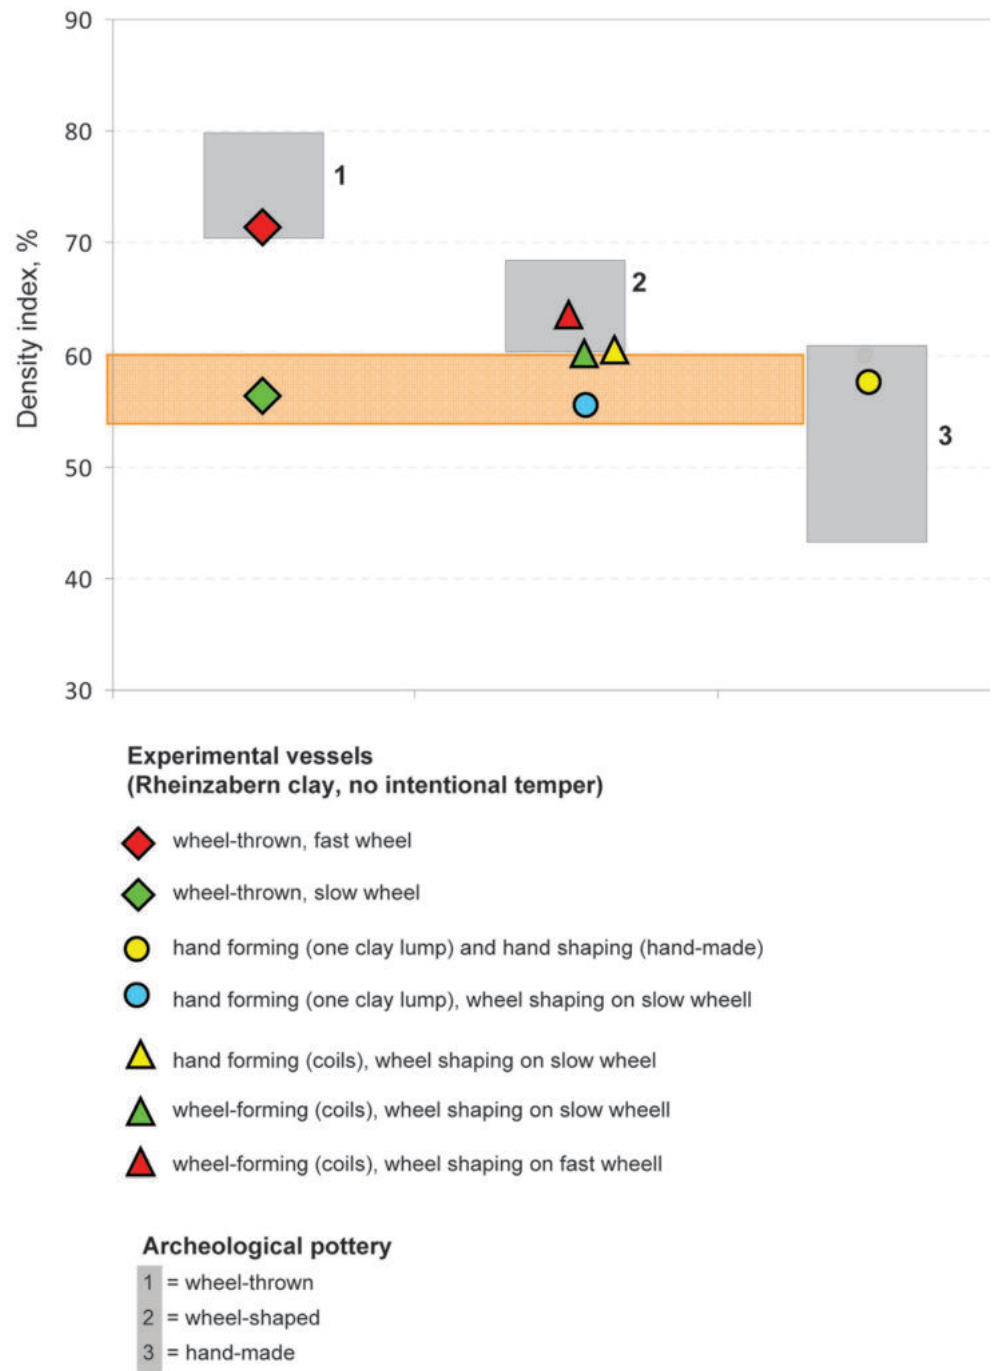 90
80
70
60
50
40
30
Density index, %
1
2
3
Experimental vessels
(Rheinzabern clay, no intentional temper)
wheel-thrown, fast wheel
wheel-thrown, slow wheel
hand forming (one clay lump) and hand shaping (hand-made)
hand forming (one clay lump), wheel shaping on slow wheell
hand forming (coils), wheel shaping on slow wheel
wheel-forming (coils), wheel shaping on slow wheell
wheel-forming (coils), wheel shaping on fast wheell
Archeological pottery
1 = wheel-thrown
2 = wheel-shaped
3 = hand-made